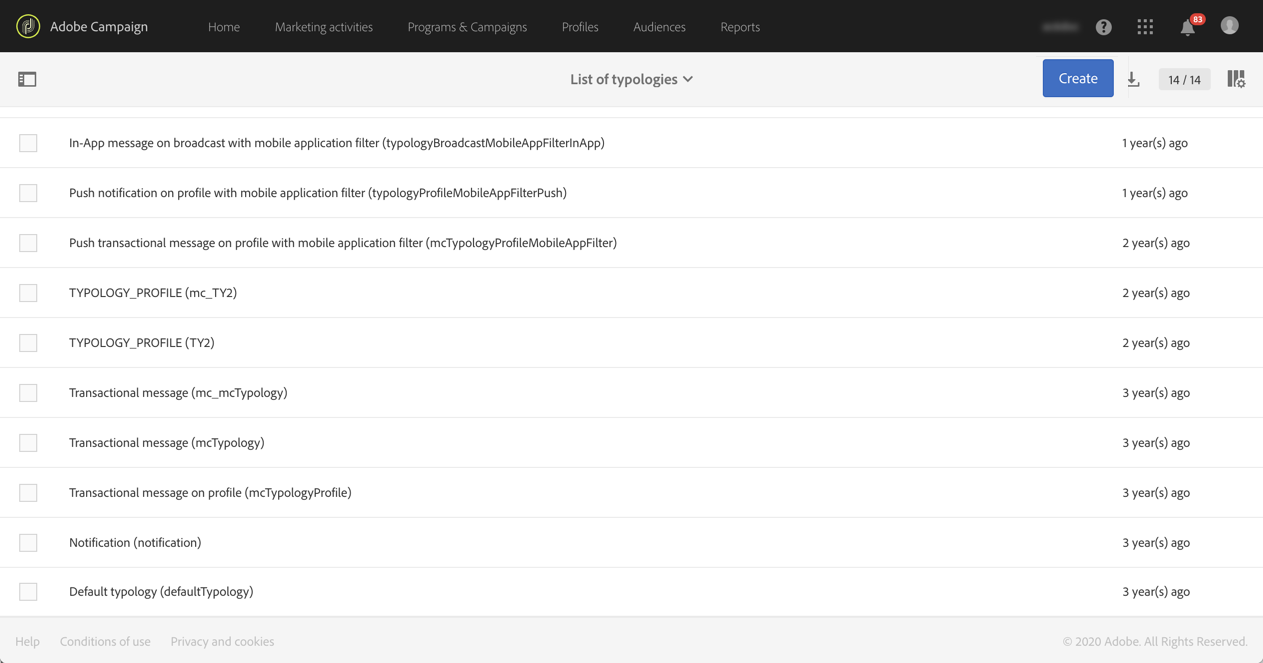 Adobe Campaign Home Marketing activities Programs & Campaigns Profiles Audiences Reports 83
List of typologies Create 14 / 14
In-App message on broadcast with mobile application filter (typologyBroadcastMobileAppFilterInApp) 1 year(s) ago
Push notification on profile with mobile application filter (typologyProfileMobileAppFilterPush) 1 year(s) ago
Push transactional message on profile with mobile application filter (mcTypologyProfileMobileAppFilter) 2 year(s) ago
TYPOLOGY_PROFILE (mc_TY2) 2 year(s) ago
TYPOLOGY_PROFILE (TY2) 2 year(s) ago
Transactional message (mc_mcTypology) 3 year(s) ago
Transactional message (mcTypology) 3 year(s) ago
Transactional message on profile (mcTypologyProfile) 3 year(s) ago
Notification (notification) 3 year(s) ago
Default typology (defaultTypology) 3 year(s) ago
Help Conditions of use Privacy and cookies © 2020 Adobe. All Rights Reserved.